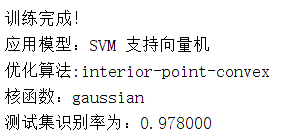 训练完成!
应用模型: SVM 支持向量机
优化算法:interior-point-convex
核函数: gaussian
测试集识别率为: 0.978000